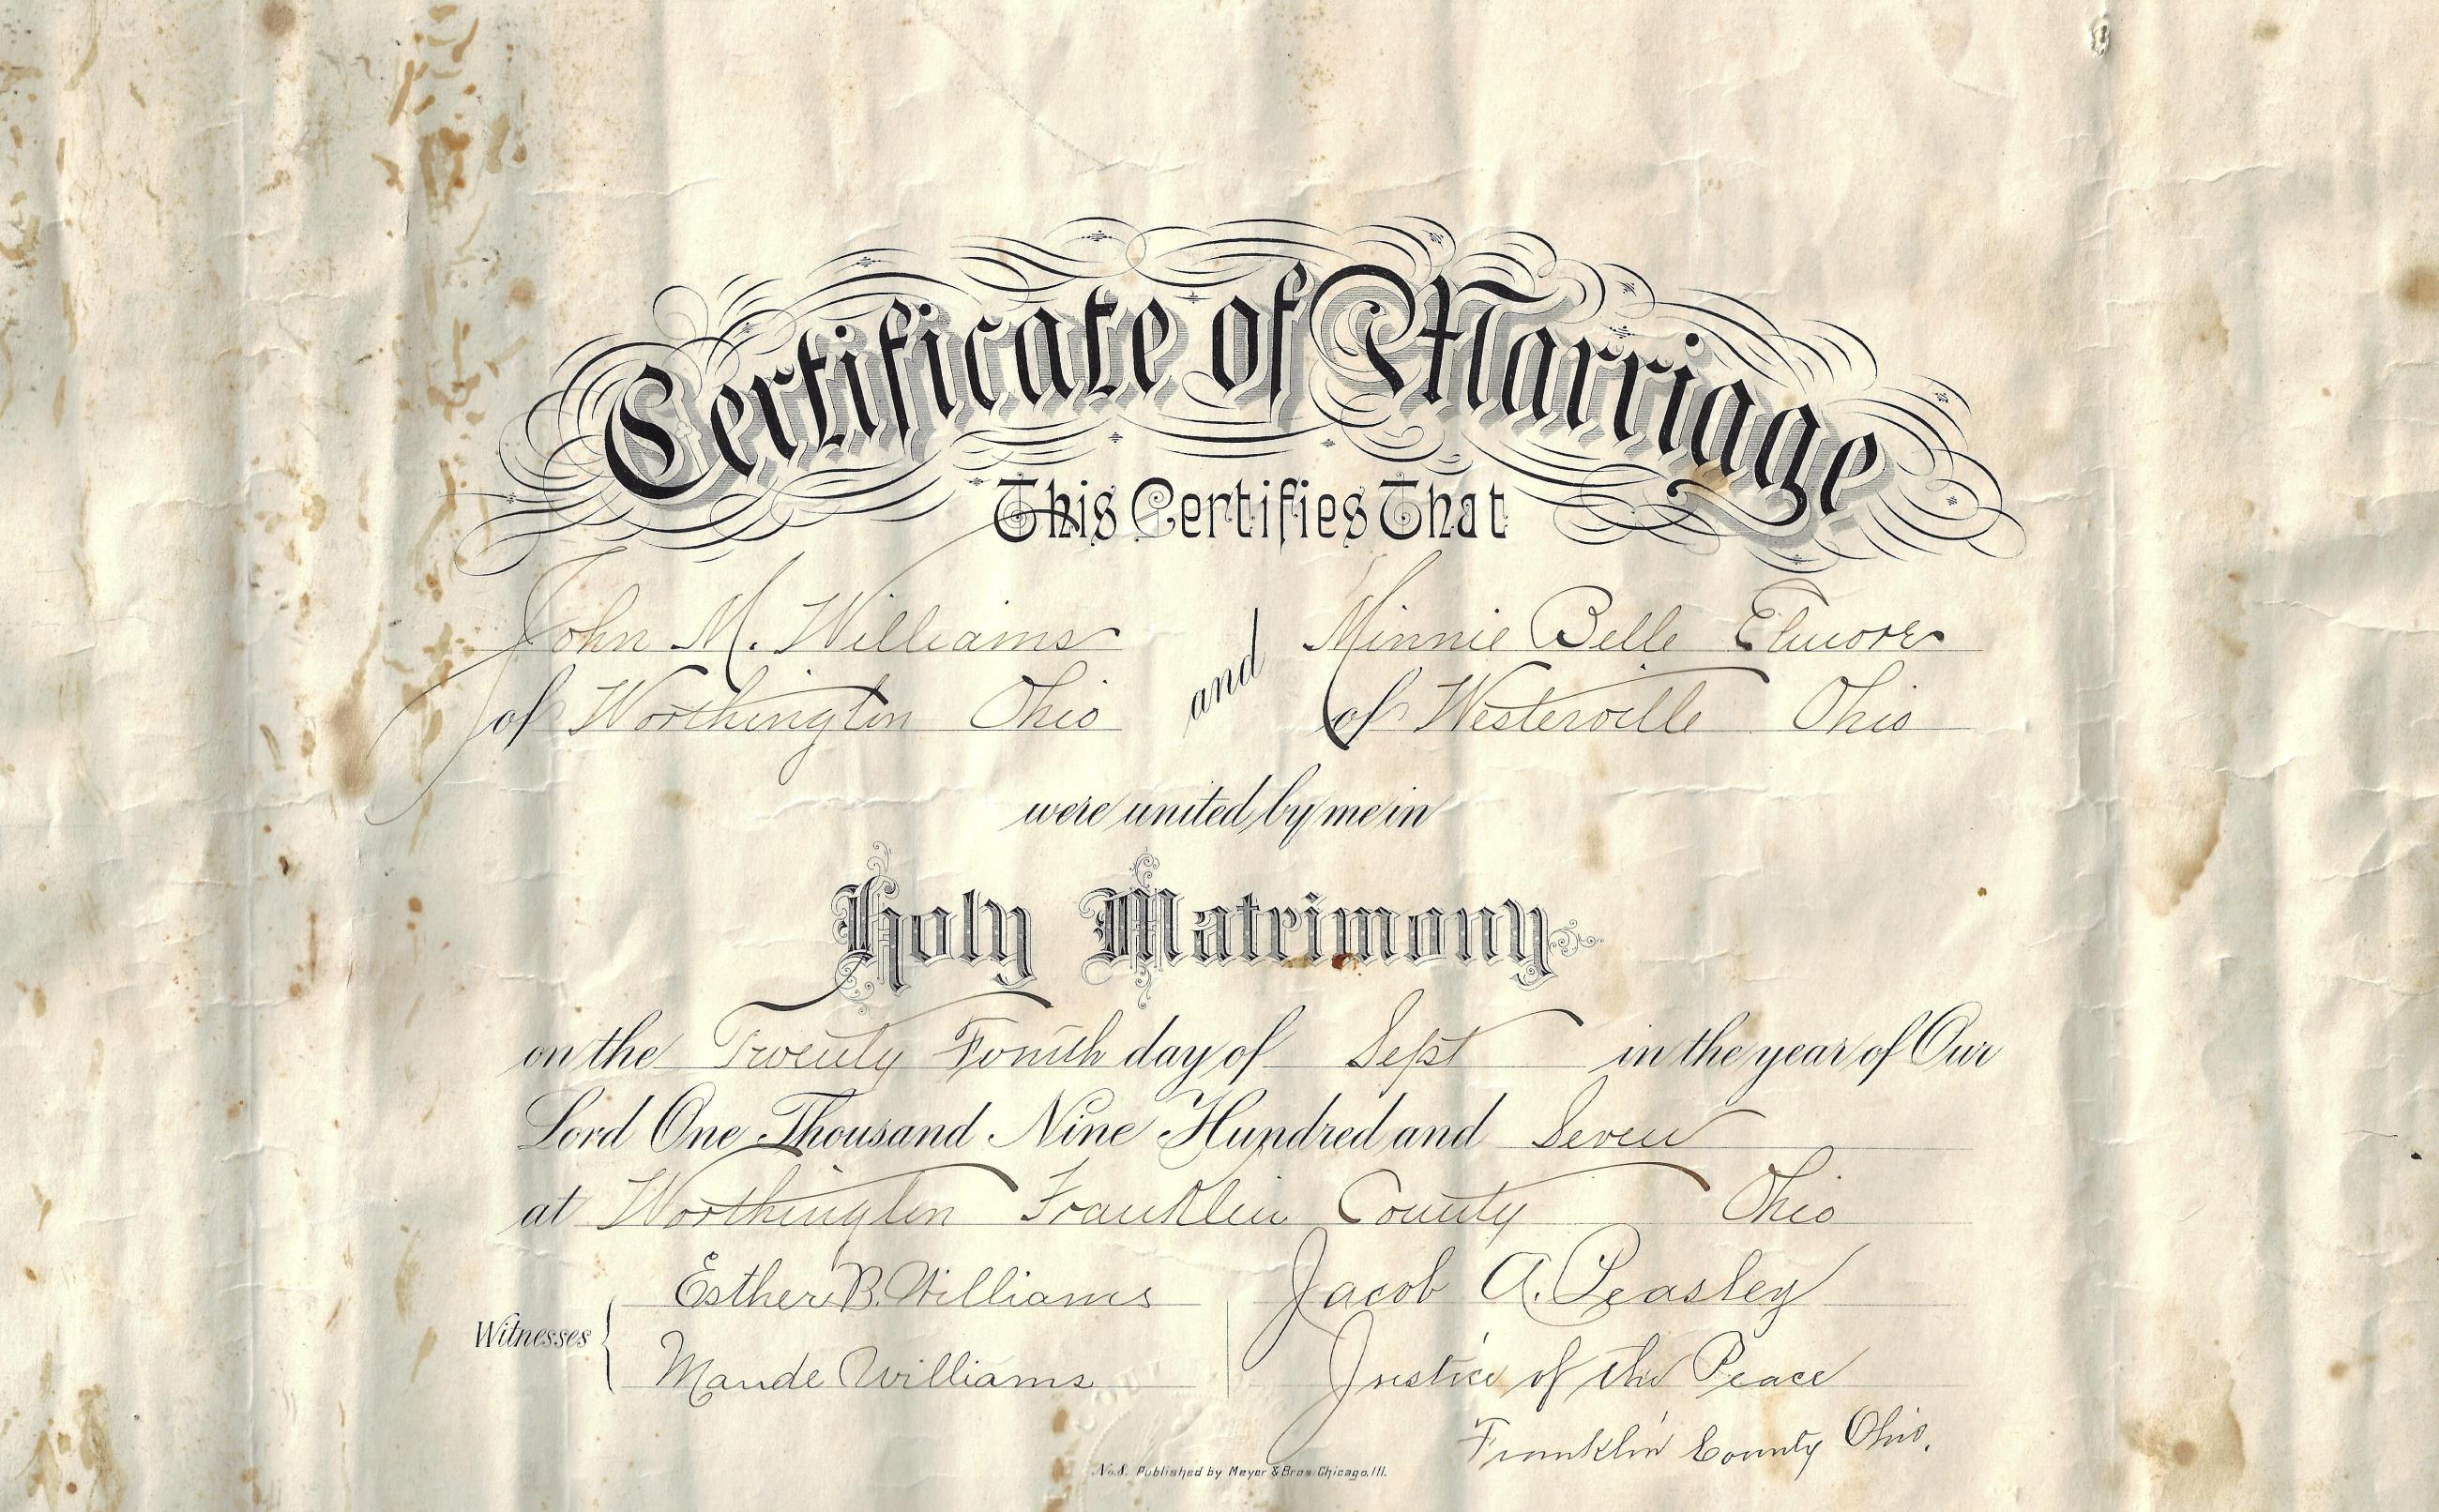 Certificate of Marriage
This Certifies That
John M. Williams and Minnie Belle Elmore
of Worthington Ohio of Westerville Ohio
were united by me in
Holy Matrimony
on the Twenty Fourth day of Sept in the year of Our
Lord One Thousand Nine Hundred and Seven
at Worthington Franklin County Ohio
Witnesses
Esther B. Williams
Maude Williams
Jacob A. Peasley
Justice of the Peace
Franklin County Ohio.
No. 8. Published by Meyer & Bros. Chicago, Ill.